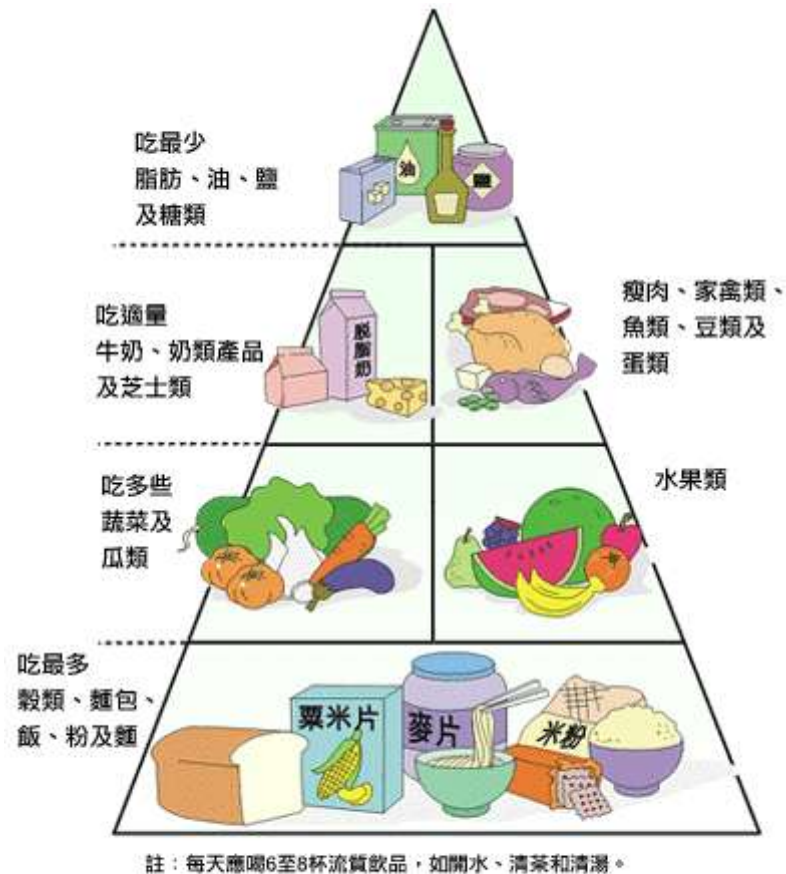 吃最少
脂肪、油、鹽
及糖類
油
鹽
吃適量
牛奶、奶類產品
及芝士類
脱脂奶
瘦肉、家禽類、
魚類、豆類及
蛋類
吃多些
蔬菜及
瓜類
水果類
吃最多
穀類、麵包、
飯、粉及麵
粟米片
麥片
米粉
註：每天應喝6至8杯流質飲品，如開水、清茶和清湯。